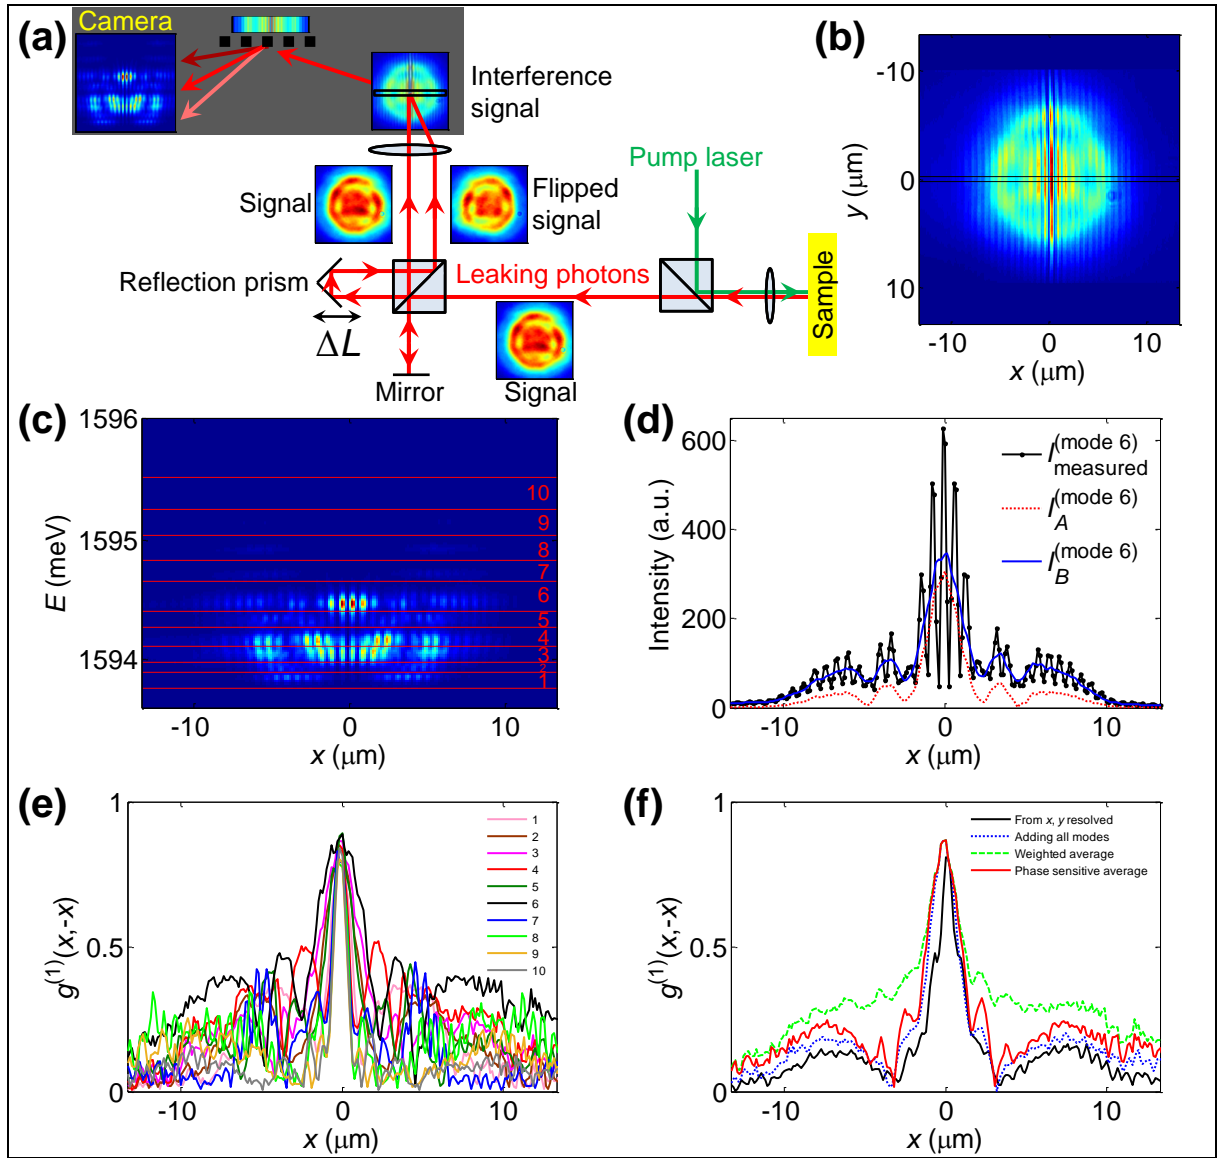 (a)
Camera
Interference
signal
Pump laser
Signal
Flipped
signal
Reflection prism
Leaking photons
ΔL
Mirror
Signal
Sample
(b)
-10
0
10
y (μm)
-10 0 10
x (μm)
(c)
1596
1595
1594
E (meV)
10
9
8
7
6
5
4
3
1
-10 0 10
x (μm)
(d)
600
400
200
0
Intensity (a.u.)
I (mode 6) measured
I (mode 6) A
I (mode 6) B
-10 0 10
x (μm)
(e)
1
0.5
0
g(1)(x,-x)
1
2
3
4
5
6
7
8
9
10
-10 0 10
x (μm)
(f)
1
0.5
0
g(1)(x,-x)
From x, y resolved
Adding all modes
Weighted average
Phase sensitive average
-10 0 10
x (μm)